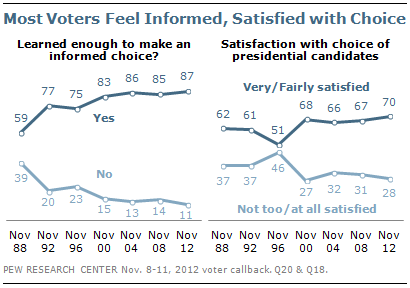 Most Voters Feel Informed, Satisfied with Choice
Learned enough to make an
informed choice?
59 77 75 83 86 85 87
Yes
39 20 23 15 13 14 11
No
Nov Nov Nov Nov Nov Nov Nov
88 92 96 00 04 08 12
Satisfaction with choice of
presidential candidates
Very/Fairly satisfied
62 61 51 68 66 67 70
37 37 46 27 32 31 28
Not too/at all satisfied
Nov Nov Nov Nov Nov Nov Nov
88 92 96 00 04 08 12
PEW RESEARCH CENTER Nov. 8-11, 2012 voter callback. Q20 & Q18.